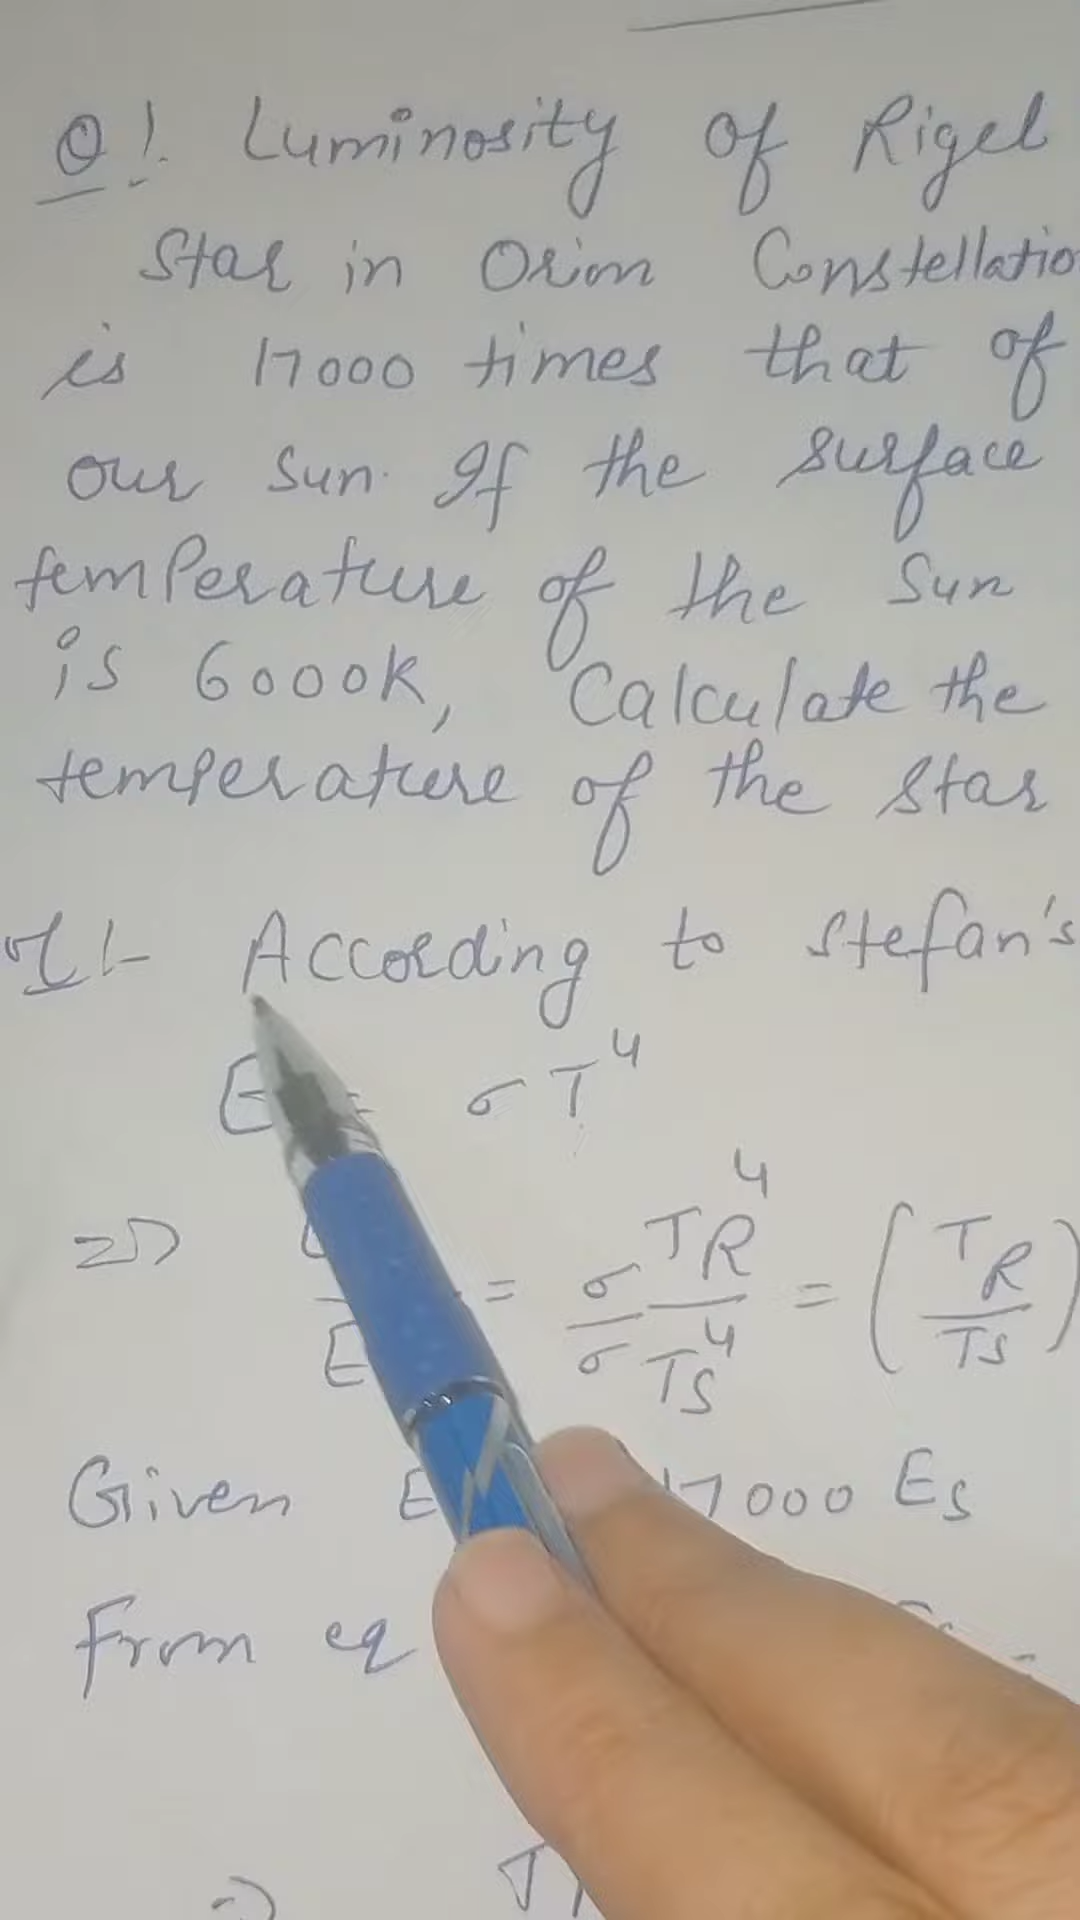 Q!. Luminosity of Rigel
Star in Orion Constellatio
is 17000 times that of
our Sun. If the surface
temperature of the Sun
is 6000K, Calculate the
temperature of the star
ol!- According to Stefan's
E = σT⁴
=> E = σ TR⁴ / σ TS⁴ = (TR / TS)
Given E 17000 Es
From eq
=>